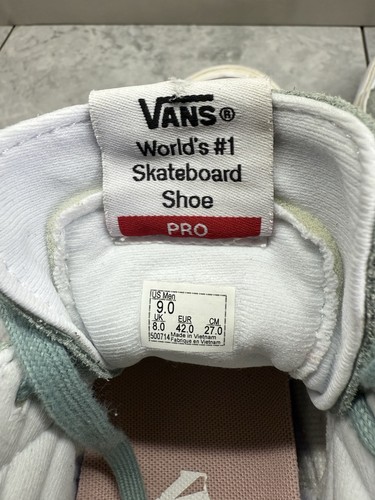 VANS®
World's #1
Skateboard
Shoe
PRO
US Men
9.0
UK EUR CM
8.0 42.0 27.0
500714 Made in Vietnam
Fabriqué en Vietnam